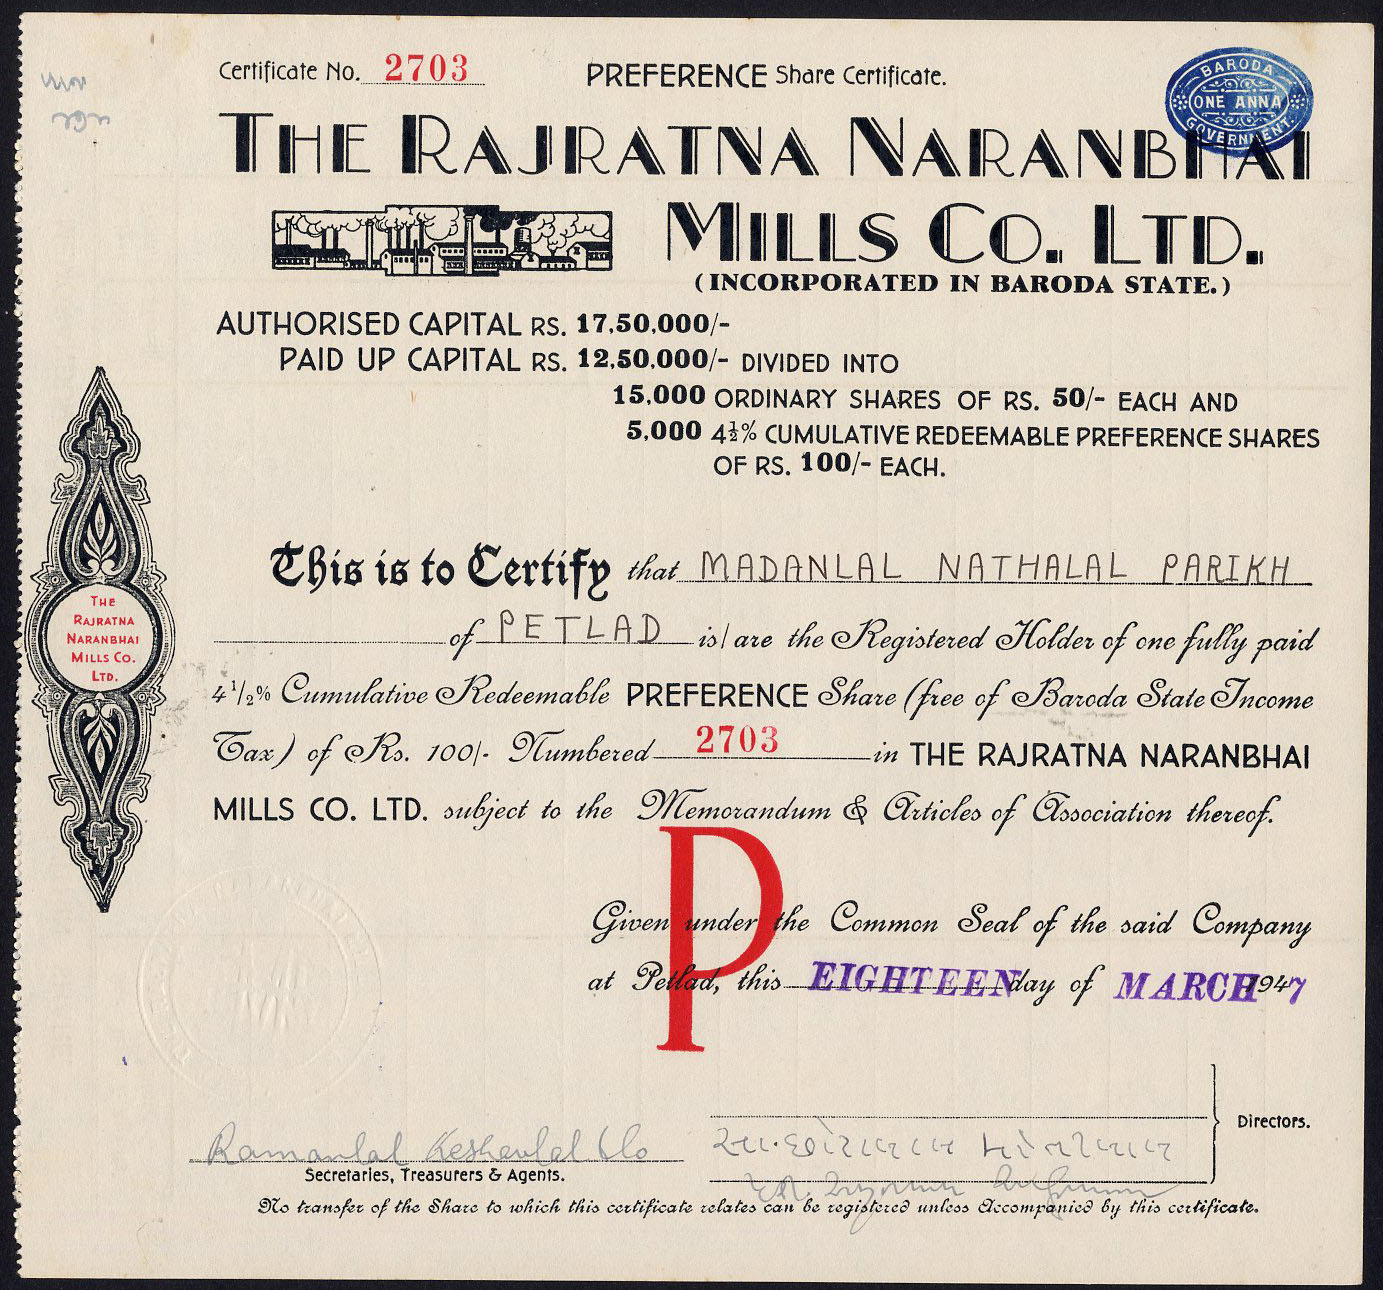 Certificate No. 2703 PREFERENCE Share Certificate.
BARODA
ONE ANNA
GOVERNMENT
THE RAJRATNA NARANBHAI
MILLS CO. LTD.
(INCORPORATED IN BARODA STATE.)
AUTHORISED CAPITAL RS. 17,50,000/-
PAID UP CAPITAL RS. 12,50,000/- DIVIDED INTO
15,000 ORDINARY SHARES OF RS. 50/- EACH AND
5,000 4½% CUMULATIVE REDEEMABLE PREFERENCE SHARES
OF RS. 100/- EACH.
THE
RAJRATNA
NARANBHAI
MILLS CO.
LTD.
This is to Certify that MADANLAL NATHALAL PARIKH
of PETLAD is/are the Registered Holder of one fully paid
4½% Cumulative Redeemable PREFERENCE Share (free of Baroda State Income
Tax) of Rs. 100/- Numbered 2703 in THE RAJRATNA NARANBHAI
MILLS CO. LTD. subject to the Memorandum & Articles of Association thereof.
P
Given under the Common Seal of the said Company
at Petlad, this EIGHTEEN day of MARCH 1947
Directors.
Ramanlal Keshavlal & Co
Secretaries, Treasurers & Agents.
No transfer of the Share to which this certificate relates can be registered unless Accompanied by this certificate.